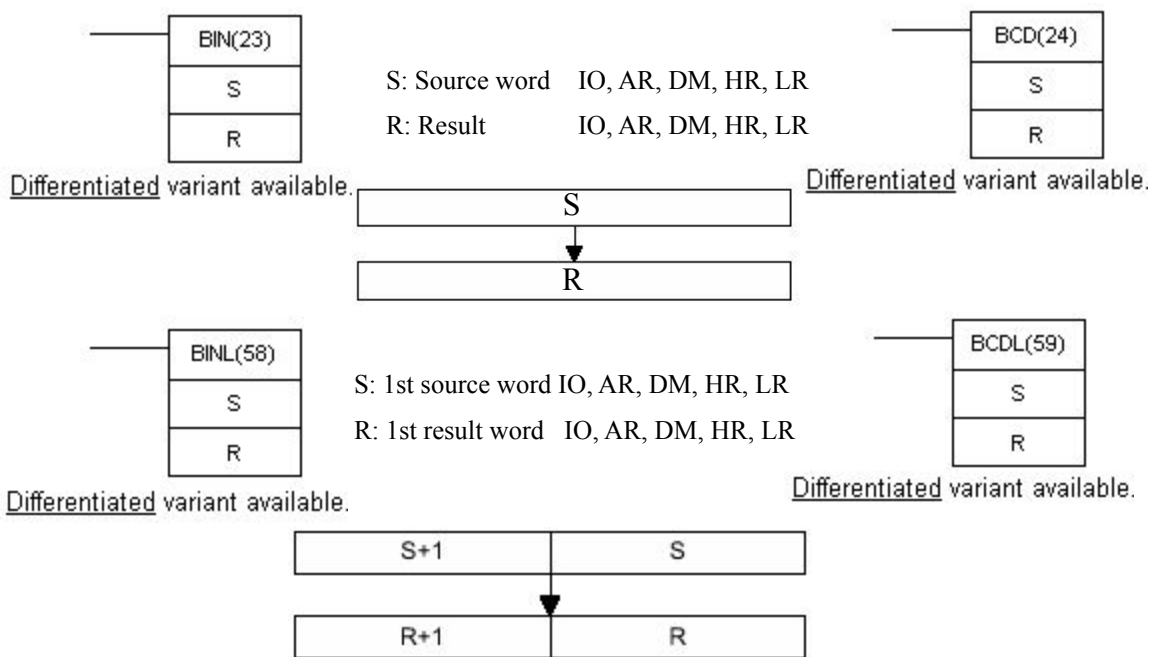 BIN(23)
S
R
Differentiated variant available.
S: Source word IO, AR, DM, HR, LR
R: Result IO, AR, DM, HR, LR
BCD(24)
S
R
Differentiated variant available.
S
R
BINL(58)
S
R
Differentiated variant available.
S: 1st source word IO, AR, DM, HR, LR
R: 1st result word IO, AR, DM, HR, LR
BCDL(59)
S
R
Differentiated variant available.
S+1 S
R+1 R